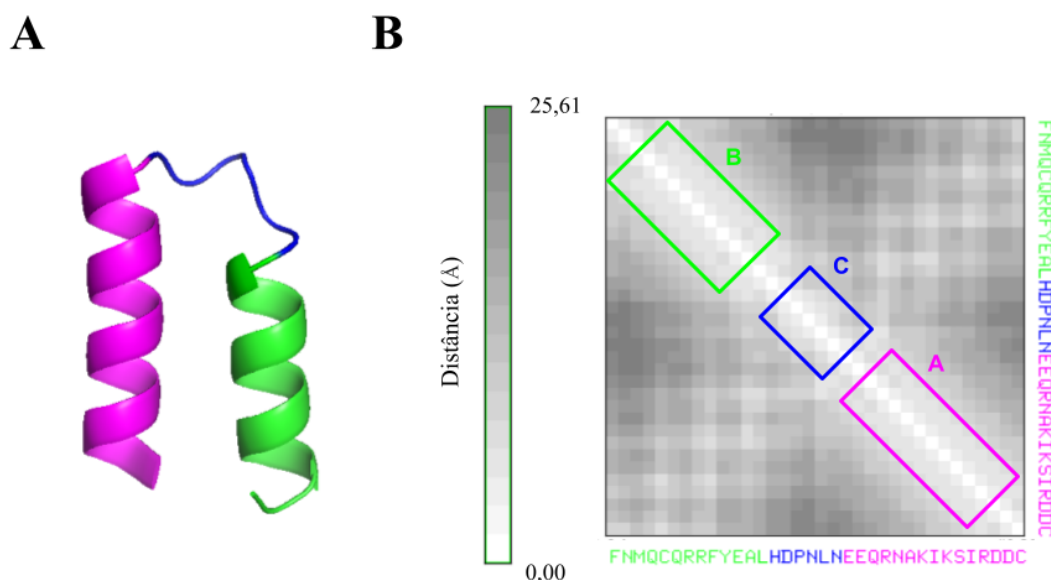 A
B
25,61
Distância (Å)
0,00
B
C
A
FNMQCQRRFYEALHDPNLNEEQRNAKIKSIRDDC
FNMQCQRRFYEALHDPNLNEEQRNAKIKSIRDDC